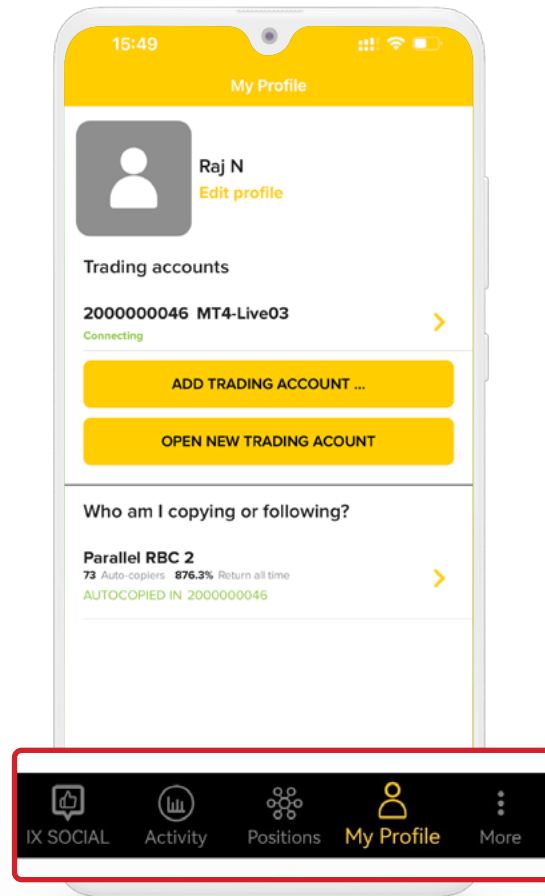 15:49
My Profile
Raj N
Edit profile
Trading accounts
2000000046 MT4-Live03
Connecting
ADD TRADING ACCOUNT ...
OPEN NEW TRADING ACOUNT
Who am I copying or following?
Parallel RBC 2
73 Auto-copiers 876.3% Return all time
AUTOCOPIED IN 2000000046
IX SOCIAL Activity Positions My Profile More